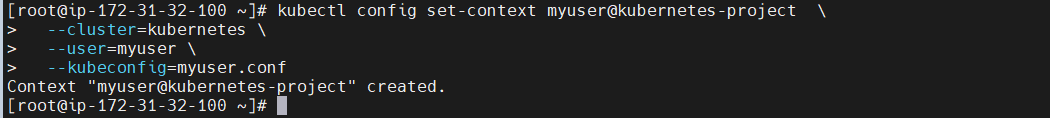 [root@ip-172-31-32-100 ~]# kubectl config set-context myuser@kubernetes-project  \
>   --cluster=kubernetes \
>   --user=myuser \
>   --kubeconfig=myuser.conf
Context "myuser@kubernetes-project" created.
[root@ip-172-31-32-100 ~]#